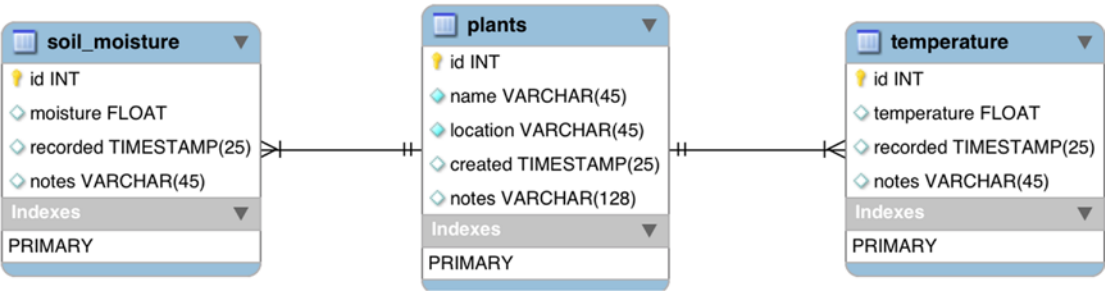 soil_moisture
id INT
moisture FLOAT
recorded TIMESTAMP(25)
notes VARCHAR(45)
Indexes
PRIMARY
plants
id INT
name VARCHAR(45)
location VARCHAR(45)
created TIMESTAMP(25)
notes VARCHAR(128)
Indexes
PRIMARY
temperature
id INT
temperature FLOAT
recorded TIMESTAMP(25)
notes VARCHAR(45)
Indexes
PRIMARY